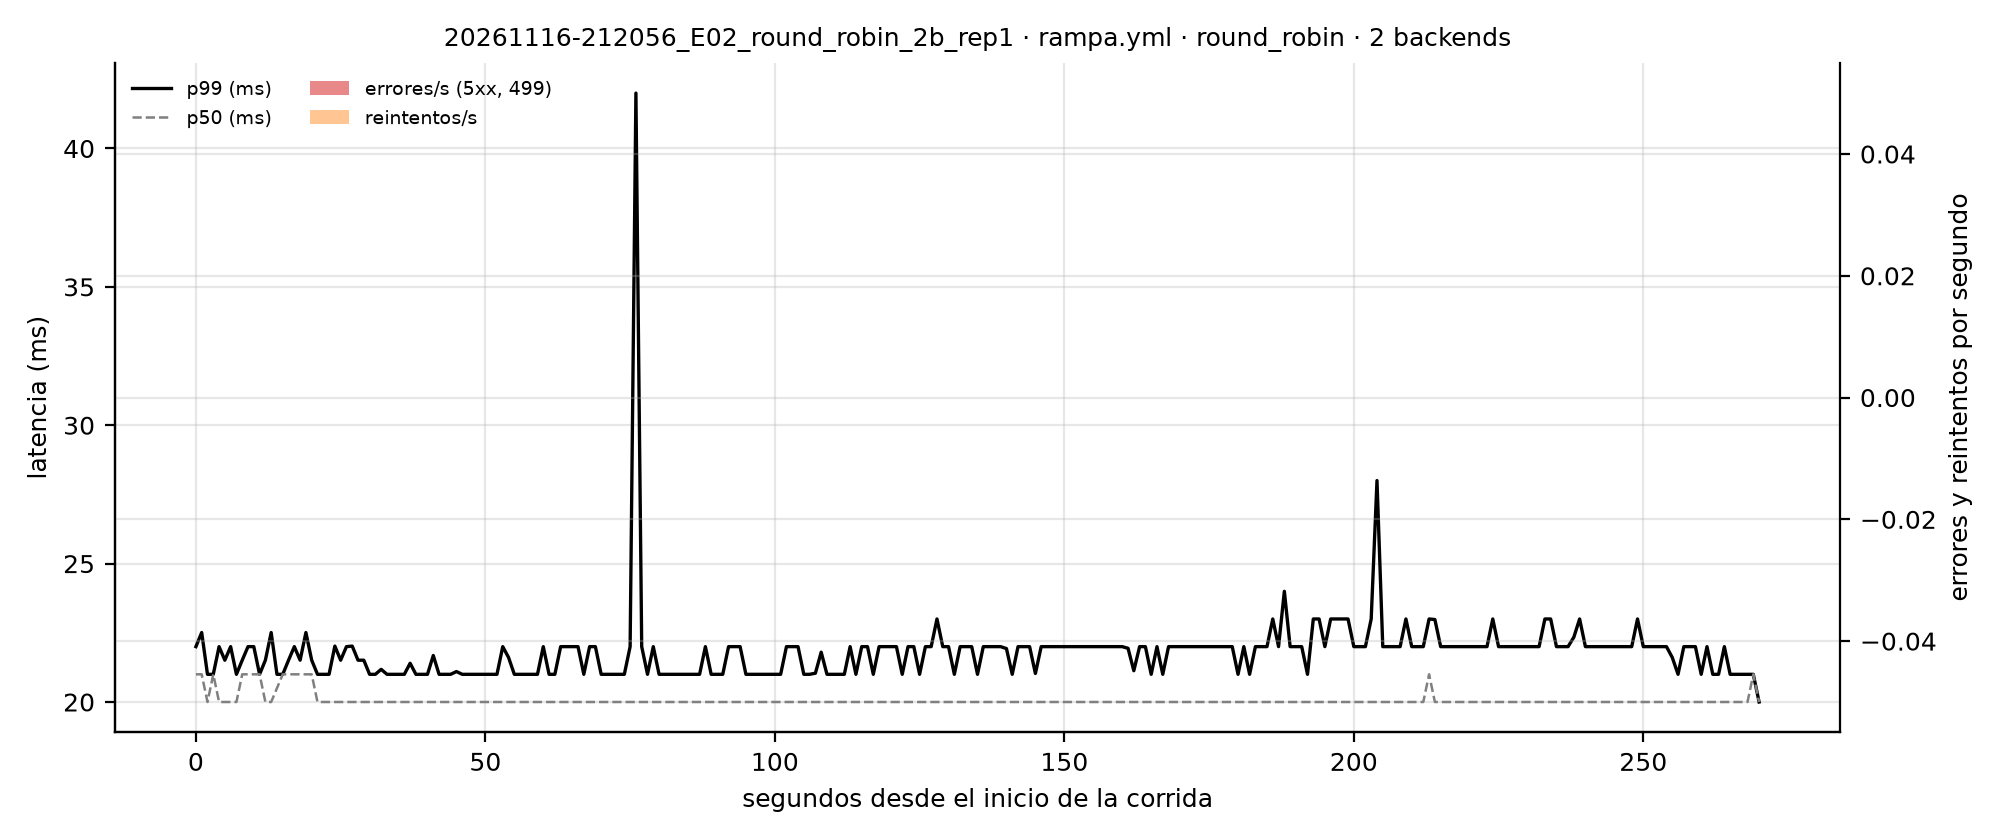 20261116-212056_E02_round_robin_2b_rep1 · rampa.yml · round_robin · 2 backends
p99 (ms)
p50 (ms)
errores/s (5xx, 499)
reintentos/s
latencia (ms)
40
35
30
25
20
0.04
0.02
0.00
−0.02
−0.04
errores y reintentos por segundo
0
50
100
150
200
250
segundos desde el inicio de la corrida